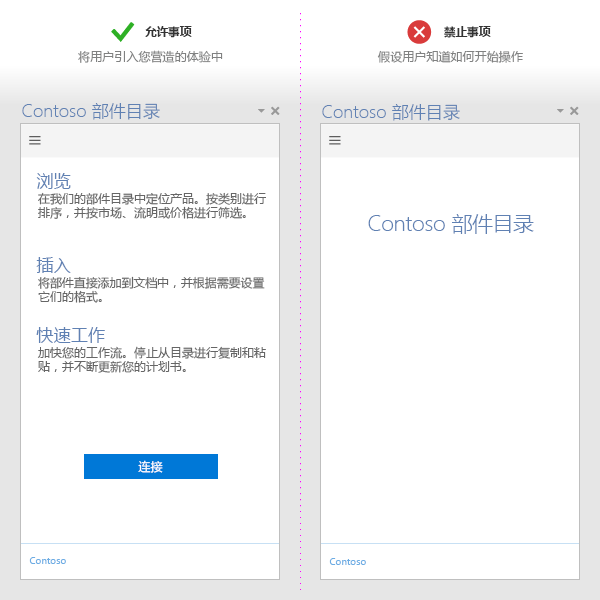 允许事项
将用户引入您营造的体验中
Contoso 部件目录
浏览
在我们的部件目录中定位产品。按类别进行
排序，并按市场、流明或价格进行筛选。
插入
将部件直接添加到文档中，并根据需要设置
它们的格式。
快速工作
加快您的工作流。停止从目录进行复制和粘
贴，并不断更新您的计划书。
连接
Contoso
禁止事项
假设用户知道如何开始操作
Contoso 部件目录
Contoso 部件目录
Contoso